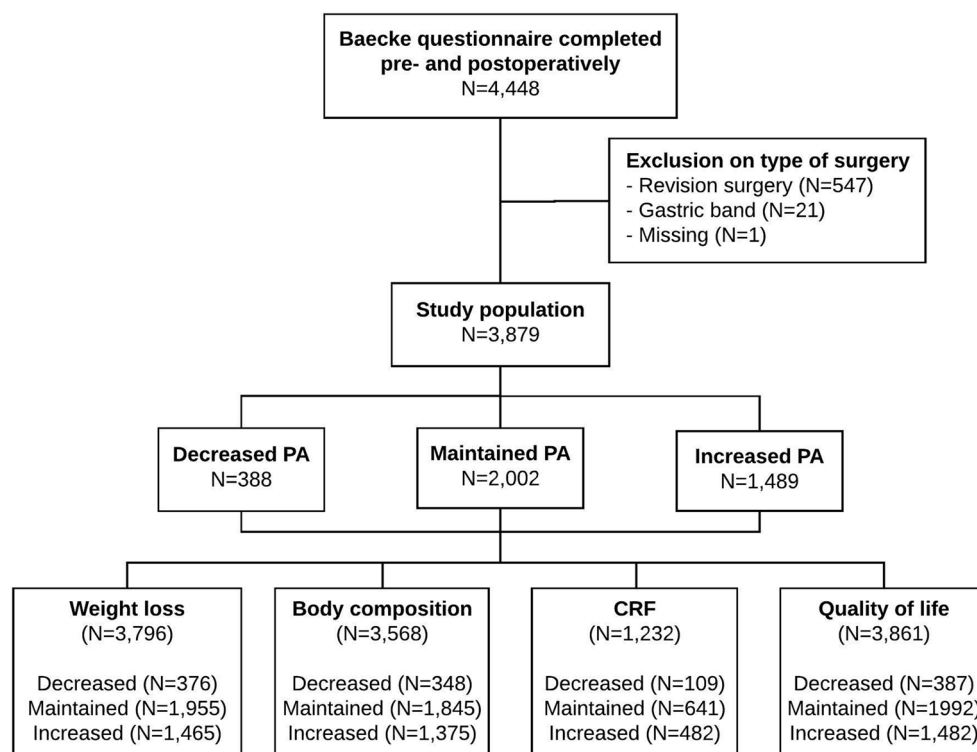 Baecke questionnaire completed
pre- and postoperatively
N=4,448
Exclusion on type of surgery
- Revision surgery (N=547)
- Gastric band (N=21)
- Missing (N=1)
Study population
N=3,879
Decreased PA
N=388
Maintained PA
N=2,002
Increased PA
N=1,489
Weight loss
(N=3,796)
Decreased (N=376)
Maintained (N=1,955)
Increased (N=1,465)
Body composition
(N=3,568)
Decreased (N=348)
Maintained (N=1,845)
Increased (N=1,375)
CRF
(N=1,232)
Decreased (N=109)
Maintained (N=641)
Increased (N=482)
Quality of life
(N=3,861)
Decreased (N=387)
Maintained (N=1992)
Increased (N=1,482)